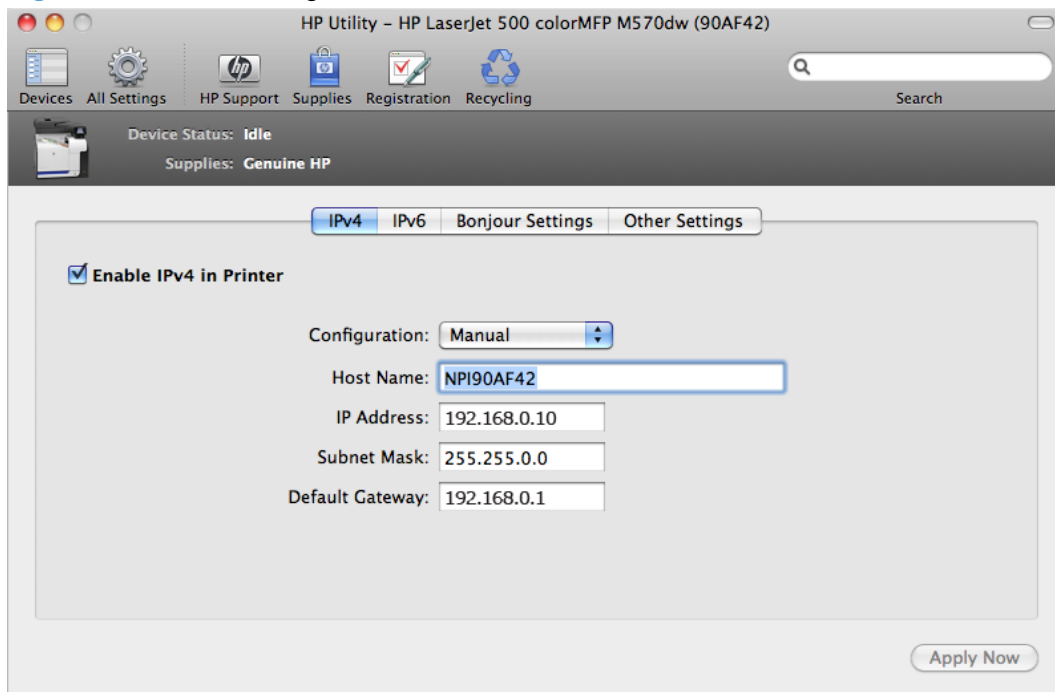 HP Utility – HP LaserJet 500 colorMFP M570dw (90AF42)
Devices All Settings HP Support Supplies Registration Recycling Search
Device Status: Idle
Supplies: Genuine HP
IPv4 IPv6 Bonjour Settings Other Settings
Enable IPv4 in Printer
Configuration: Manual
Host Name: NPI90AF42
IP Address: 192.168.0.10
Subnet Mask: 255.255.0.0
Default Gateway: 192.168.0.1
Apply Now